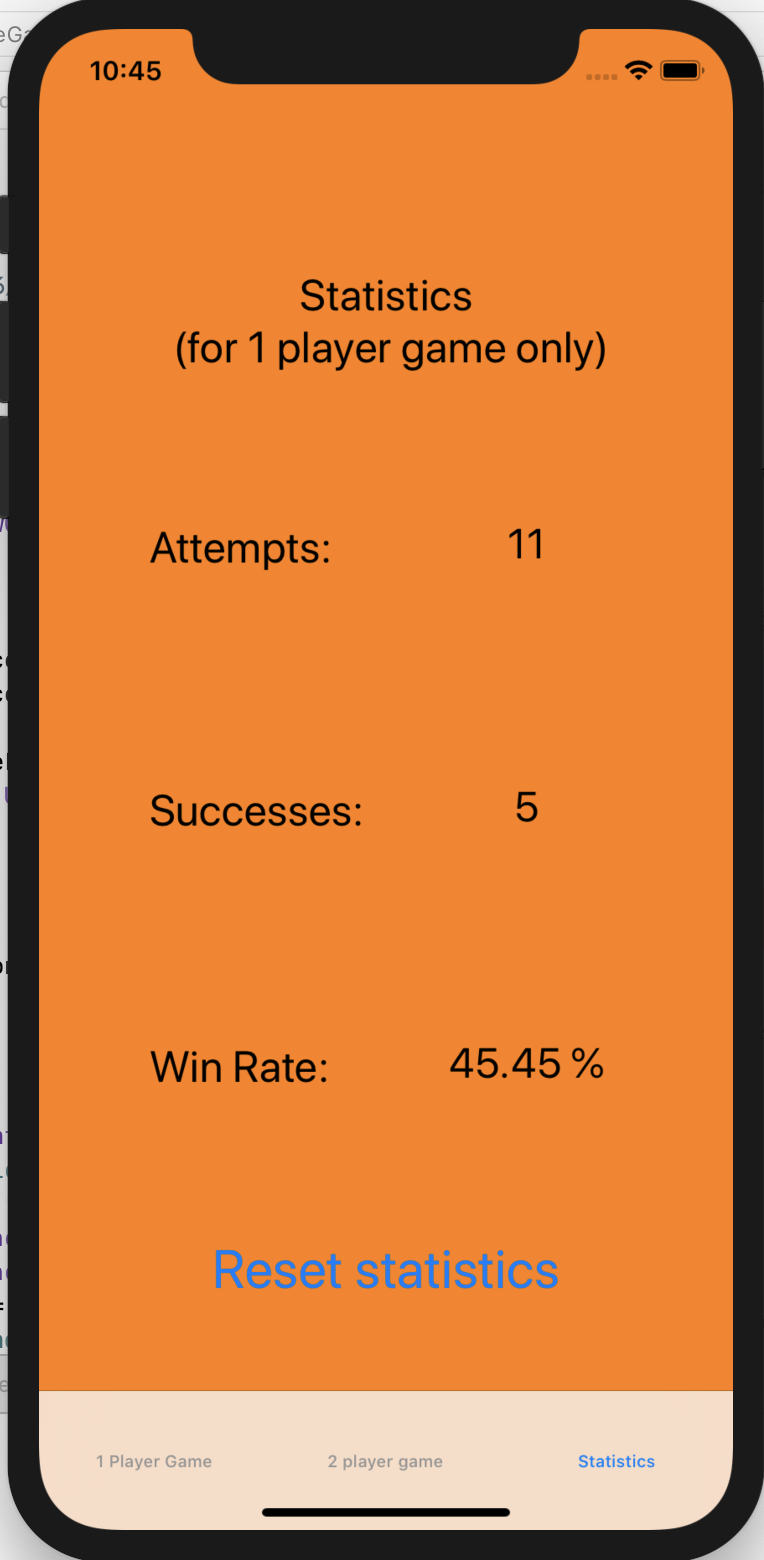 10:45
Statistics
(for 1 player game only)
Attempts: 11
Successes: 5
Win Rate: 45.45 %
Reset statistics
1 Player Game 2 player game Statistics